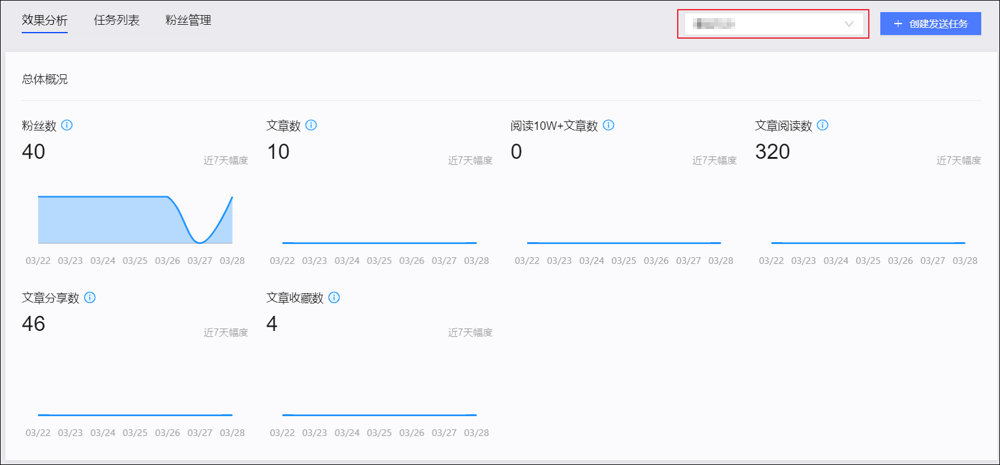 效果分析 任务列表 粉丝管理
创建发送任务
总体概况
粉丝数 文章数 阅读10W+文章数 文章阅读数
40 10 0 320
近7天幅度 近7天幅度 近7天幅度 近7天幅度
03/22 03/23 03/24 03/25 03/26 03/27 03/28 03/22 03/23 03/24 03/25 03/26 03/27 03/28 03/22 03/23 03/24 03/25 03/26 03/27 03/28 03/22 03/23 03/24 03/25 03/26 03/27 03/28
文章分享数 文章收藏数
46 4
近7天幅度 近7天幅度
03/22 03/23 03/24 03/25 03/26 03/27 03/28 03/22 03/23 03/24 03/25 03/26 03/27 03/28